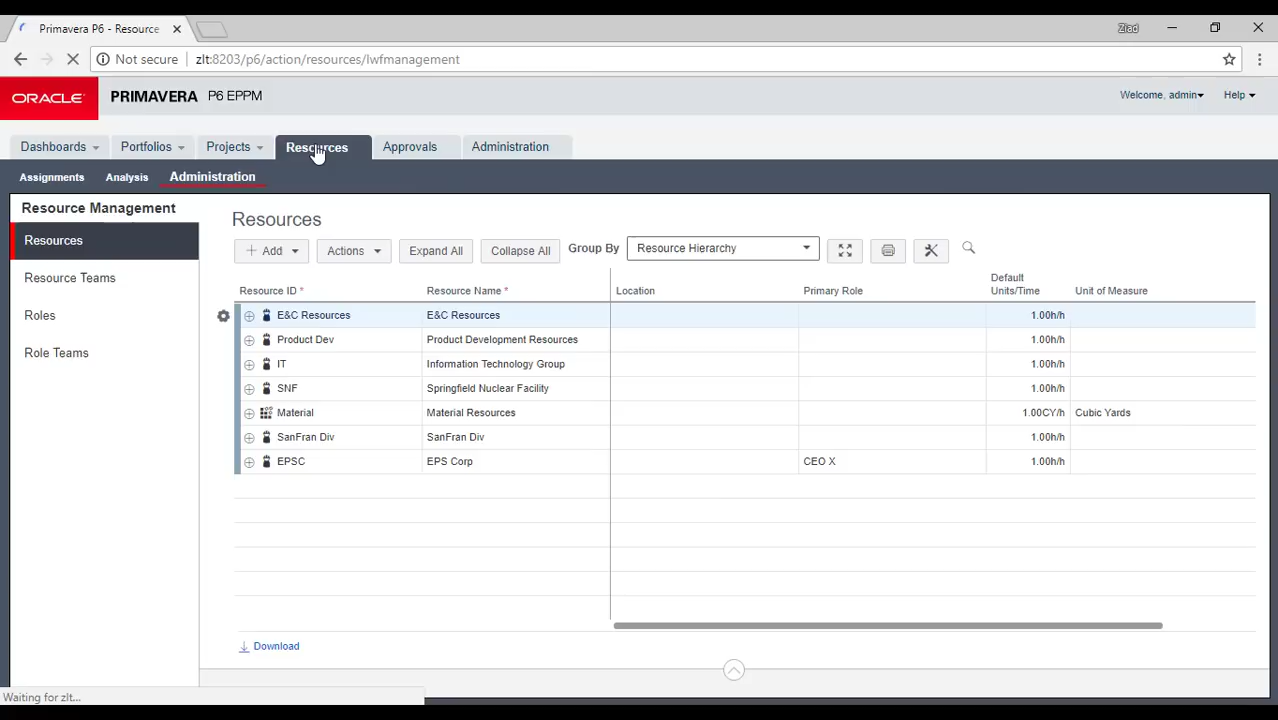 Primavera P6 - Resource
Ziad
Not secure
zlt:8203/p6/action/resources/lwfmanagement
ORACLE
PRIMAVERA P6 EPPM
Welcome, admin
Help
Dashboards
Portfolios
Projects
Resources
Approvals
Administration
Assignments
Analysis
Administration
Resource Management
Resources
Resource Teams
Roles
Role Teams
Resources
Add
Actions
Expand All
Collapse All
Group By
Resource Hierarchy
Resource ID *
Resource Name *
Location
Primary Role
Default
Units/Time
Unit of Measure
E&C Resources E&C Resources 1.00h/h
Product Dev Product Development Resources 1.00h/h
IT Information Technology Group 1.00h/h
SNF Springfield Nuclear Facility 1.00h/h
Material Material Resources 1.00CY/h Cubic Yards
SanFran Div SanFran Div 1.00h/h
EPSC EPS Corp CEO X 1.00h/h
Download
Waiting for zlt...